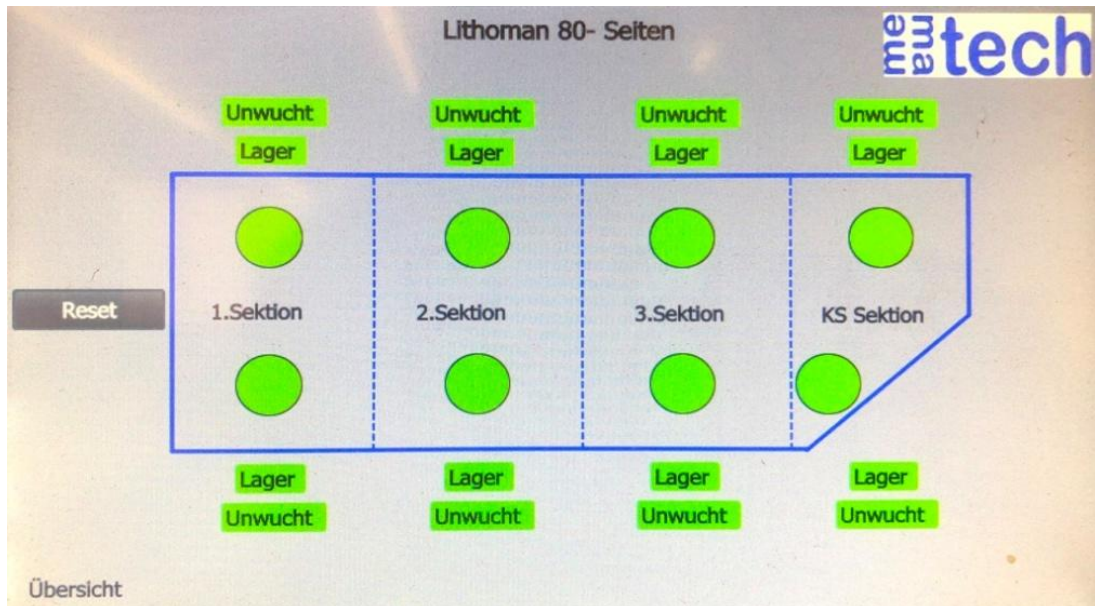 Lithoman 80- Seiten
me
ma
tech
Unwucht Unwucht Unwucht Unwucht
Lager Lager Lager Lager
Reset 1.Sektion 2.Sektion 3.Sektion KS Sektion
Lager Lager Lager Lager
Unwucht Unwucht Unwucht Unwucht
Übersicht